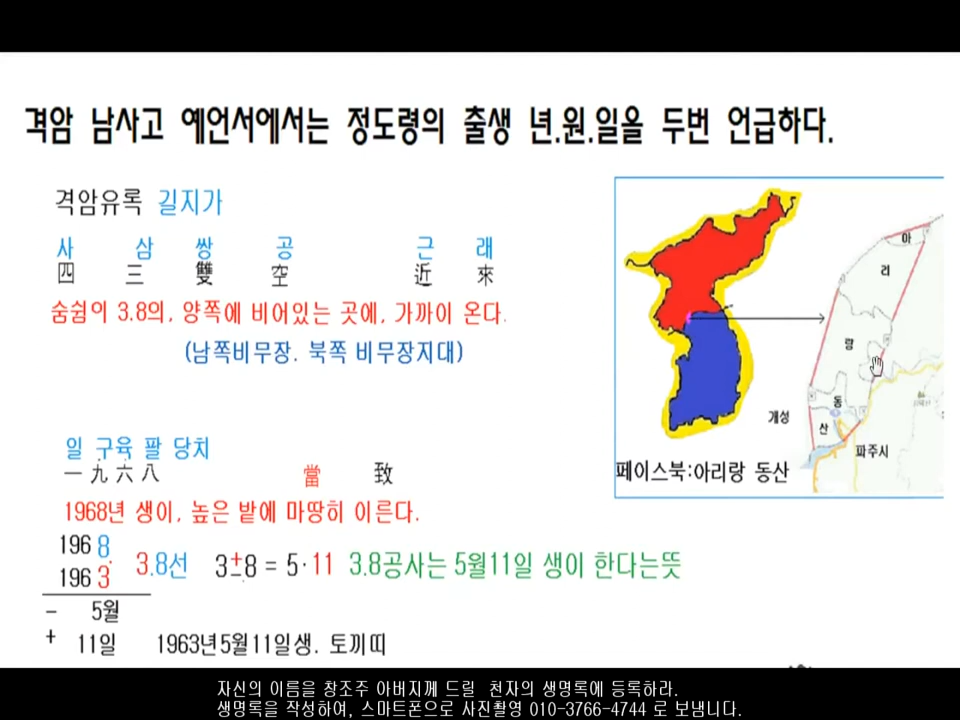 격암 남사고 예언서에서는 정도령의 출생 년.원.일올 두번 언급하다.
격암유록 길지가
사 삼 쌍 공 근 래
四 三 雙 空 近 來
숨쉼이 3.8의, 양쪽에 비어있는 곳에, 가까이 온다.
(남쪽비무장. 북쪽 비무장지대)
일 구육 팔 당치
一 九 六 八 當 致
1968년 생이, 높은 밭에 마땅히 이른다.
1968
3.8선 3±8 = 5·11 3.8공사는 5월11일 생이 한다는뜻
1963
- 5월
+ 11일 1963년5월11일생. 토끼띠
아
리
랑
동
산
개성
파주시
페이스북:아리랑 동산
자신의 이름을 창조주 아버지께 드릴 천자의 생명록에 등록하라.
생명록을 작성하여, 스마트폰으로 사진촬영 010-3766-4744 로 보냅니다.